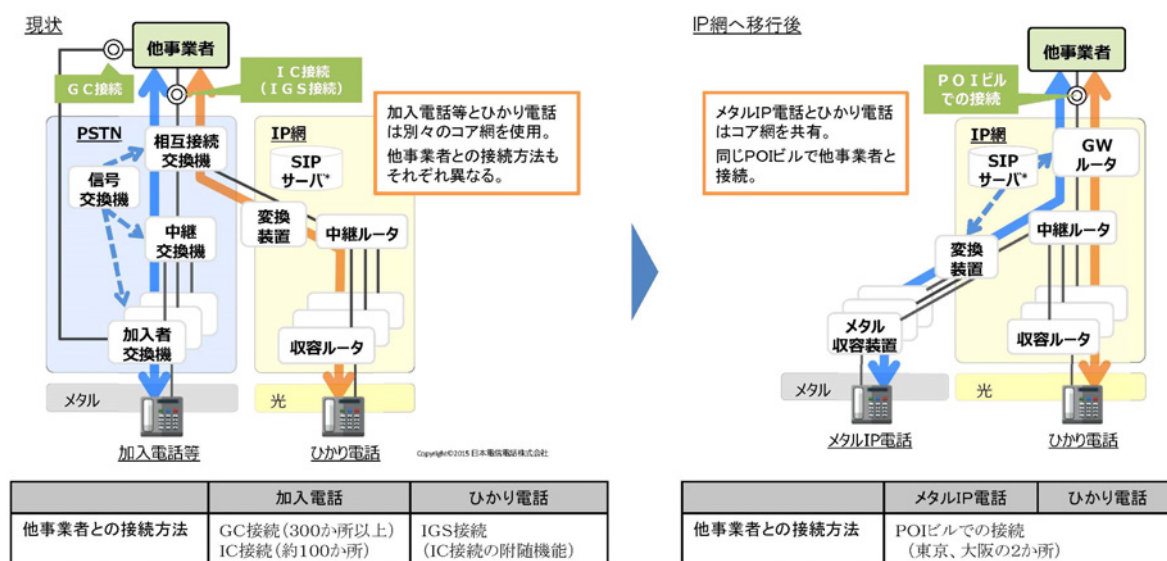 現状
他事業者
GC接続
IC接続
(IGS接続)
PSTN
相互接続
交換機
信号
交換機
中継
交換機
加入者
交換機
IP網
SIP
サーバ*
変換
装置
中継ルータ
収容ルータ
加入電話等とひかり電話
は別々のコア網を使用。
他事業者との接続方法も
それぞれ異なる。
メタル
光
加入電話等
ひかり電話
Copyright©2015 日本電信電話株式会社
他事業者との接続方法
加入電話
ひかり電話
GC接続(300か所以上)
IC接続(約100か所)
IGS接続
(IC接続の附随機能)
IP網へ移行後
他事業者
POIビル
での接続
メタルIP電話とひかり電話
はコア網を共有。
同じPOIビルで他事業者と
接続。
IP網
SIP
サーバ*
GW
ルータ
変換
装置
中継ルータ
メタル
収容装置
収容ルータ
メタル
光
メタルIP電話
ひかり電話
メタルIP電話
ひかり電話
他事業者との接続方法
POIビルでの接続
(東京、大阪の2か所)